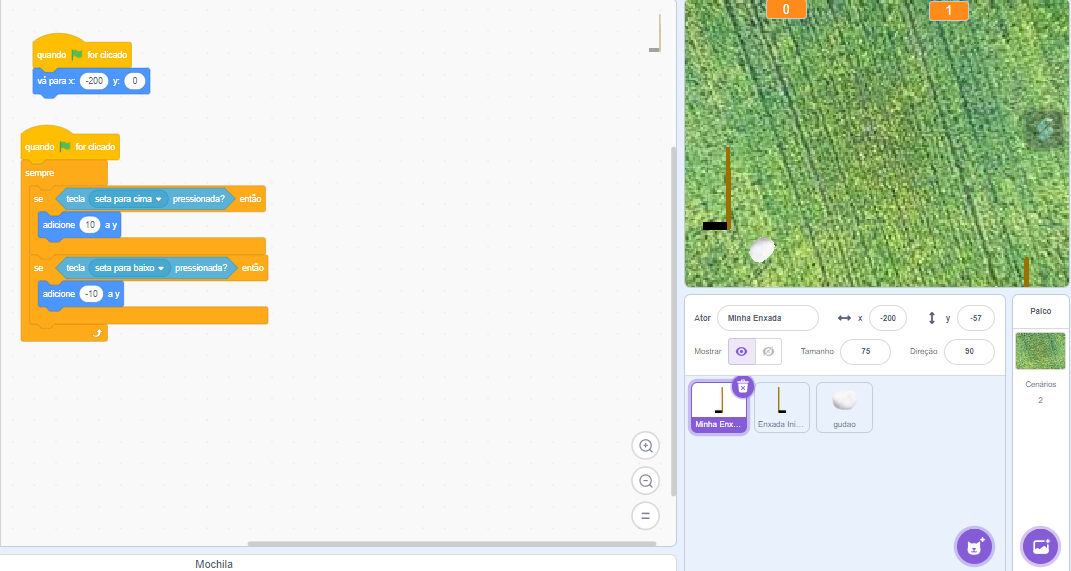 quando for clicado
vá para x: -200 y: 0
quando for clicado
sempre
se tecla seta para cima pressionada? então
adicione 10 a y
se tecla seta para baixo pressionada? então
adicione -10 a y
Mochila
0
1
Ator Minha Enxada x -200 y -57
Mostrar Tamanho 75 Direção 90
Minha Enx...
Enxada Ini...
gudao
Palco
Cenários
2